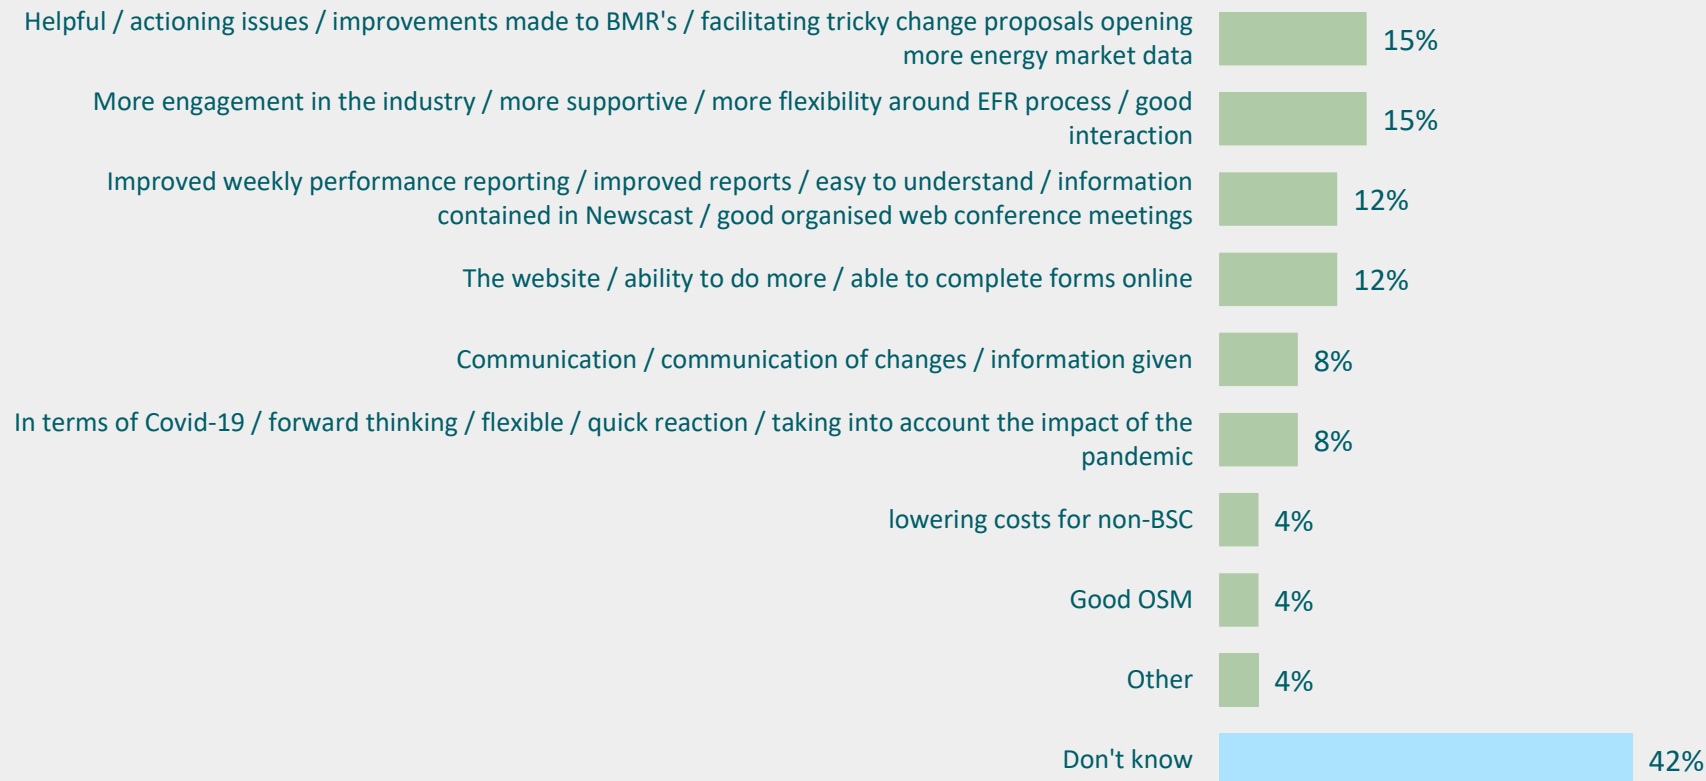 Helpful / actioning issues / improvements made to BMR's / facilitating tricky change proposals opening
more energy market data
15%
More engagement in the industry / more supportive / more flexibility around EFR process / good
interaction
15%
Improved weekly performance reporting / improved reports / easy to understand / information
contained in Newscast / good organised web conference meetings
12%
The website / ability to do more / able to complete forms online
12%
Communication / communication of changes / information given
8%
In terms of Covid-19 / forward thinking / flexible / quick reaction / taking into account the impact of the
pandemic
8%
lowering costs for non-BSC
4%
Good OSM
4%
Other
4%
Don't know
42%